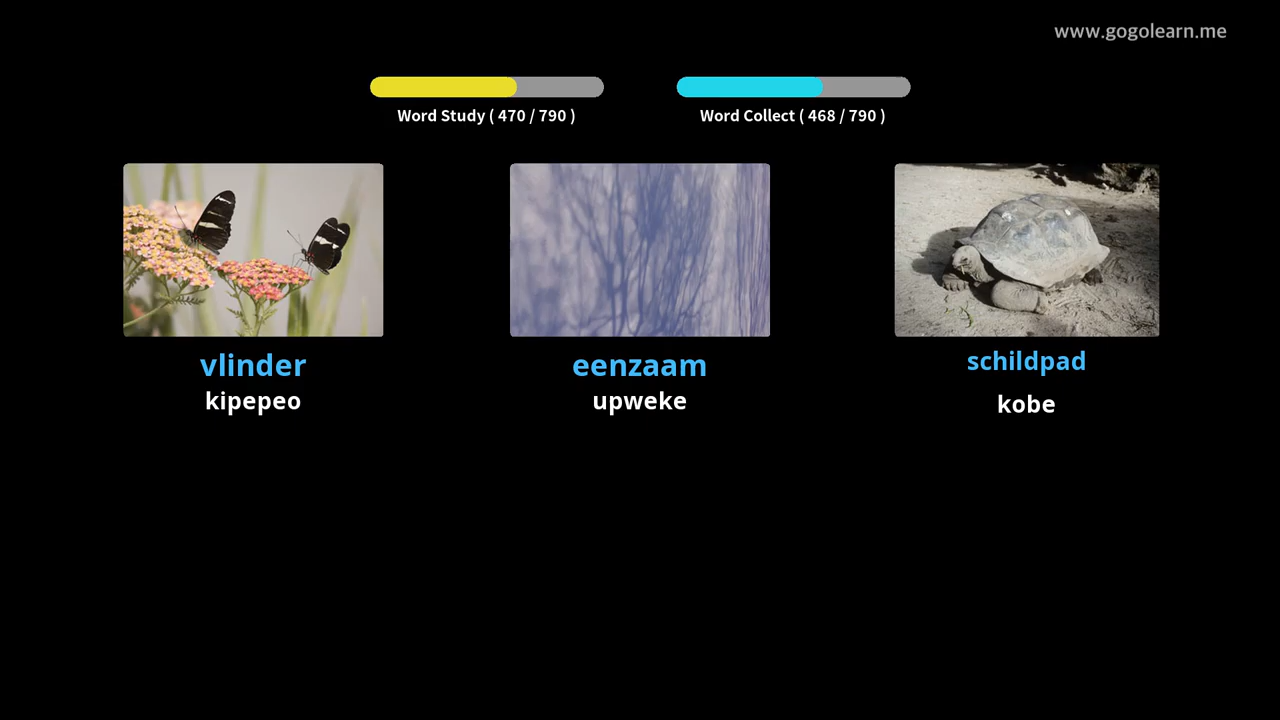 www.gogolearn.me
Word Study ( 470 / 790 )
Word Collect ( 468 / 790 )
vlinder
kipepeo
eenzaam
upweke
schildpad
kobe